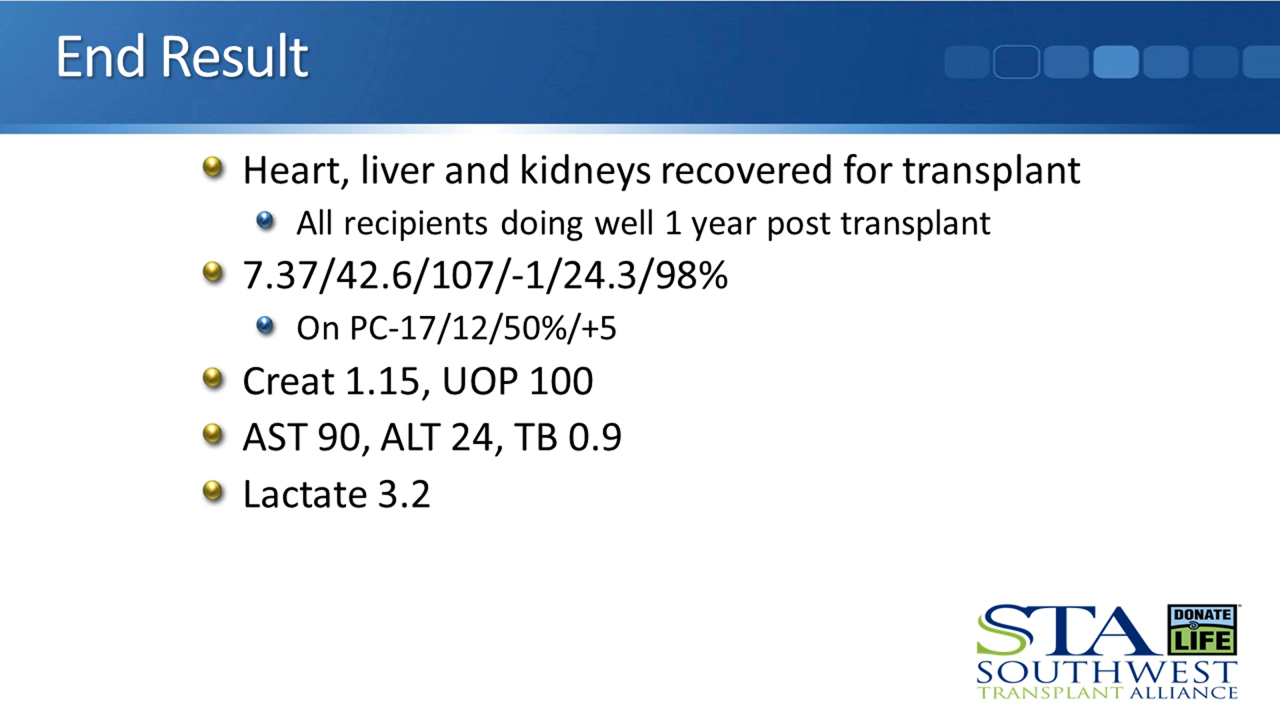 End Result
Heart, liver and kidneys recovered for transplant
All recipients doing well 1 year post transplant
7.37/42.6/107/-1/24.3/98%
On PC-17/12/50%/+5
Creat 1.15, UOP 100
AST 90, ALT 24, TB 0.9
Lactate 3.2
STA
DONATE
LIFE
SOUTHWEST
TRANSPLANT ALLIANCE